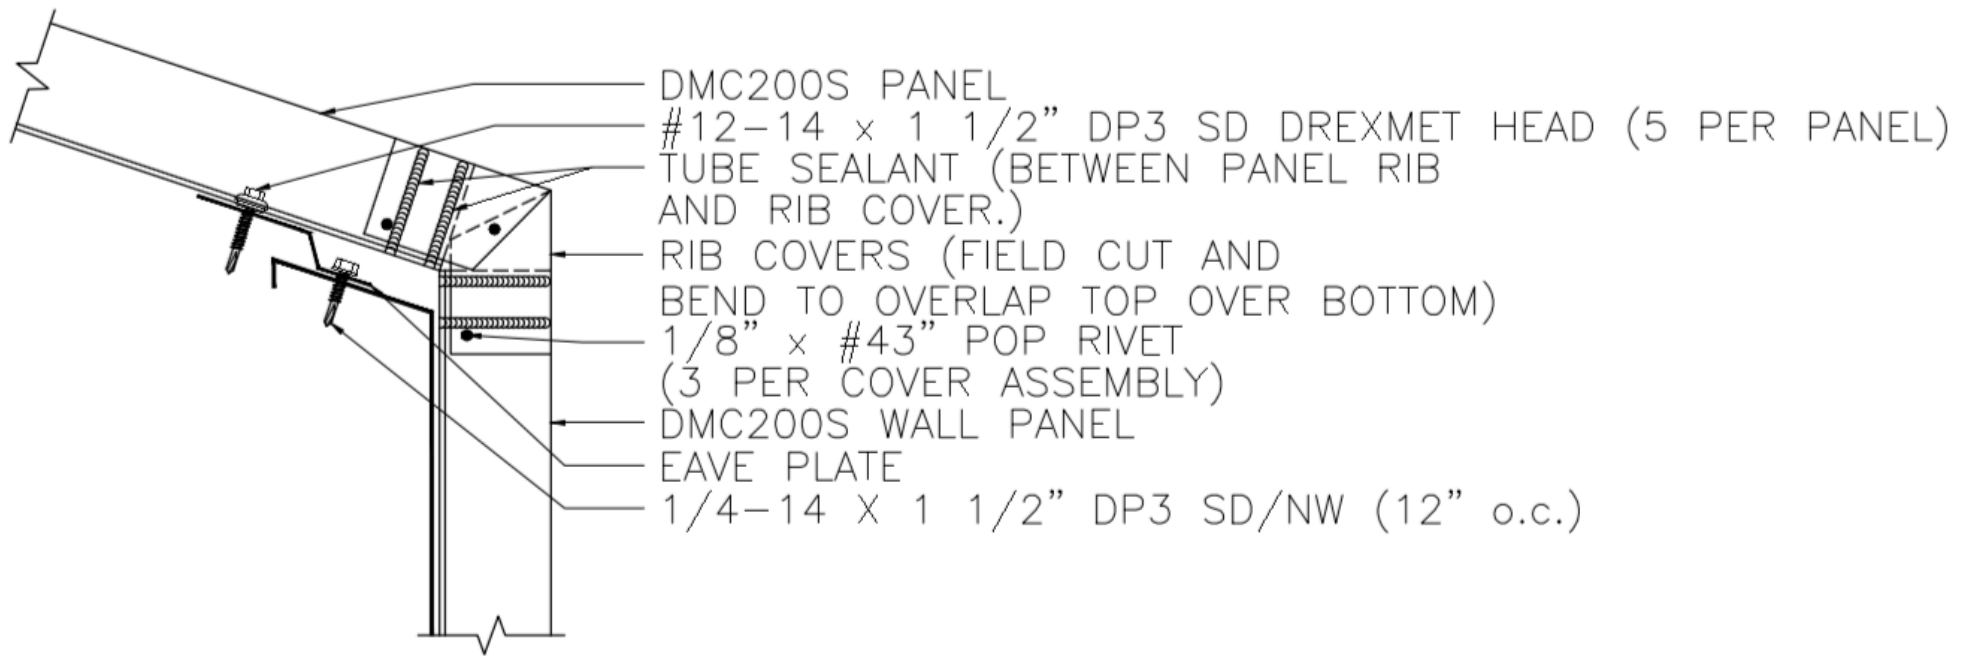 DMC200S PANEL
#12-14 x 1 1/2" DP3 SD DREXMET HEAD (5 PER PANEL)
TUBE SEALANT (BETWEEN PANEL RIB
AND RIB COVER.)
RIB COVERS (FIELD CUT AND
BEND TO OVERLAP TOP OVER BOTTOM)
1/8" x #43" POP RIVET
(3 PER COVER ASSEMBLY)
DMC200S WALL PANEL
EAVE PLATE
1/4-14 X 1 1/2" DP3 SD/NW (12" o.c.)